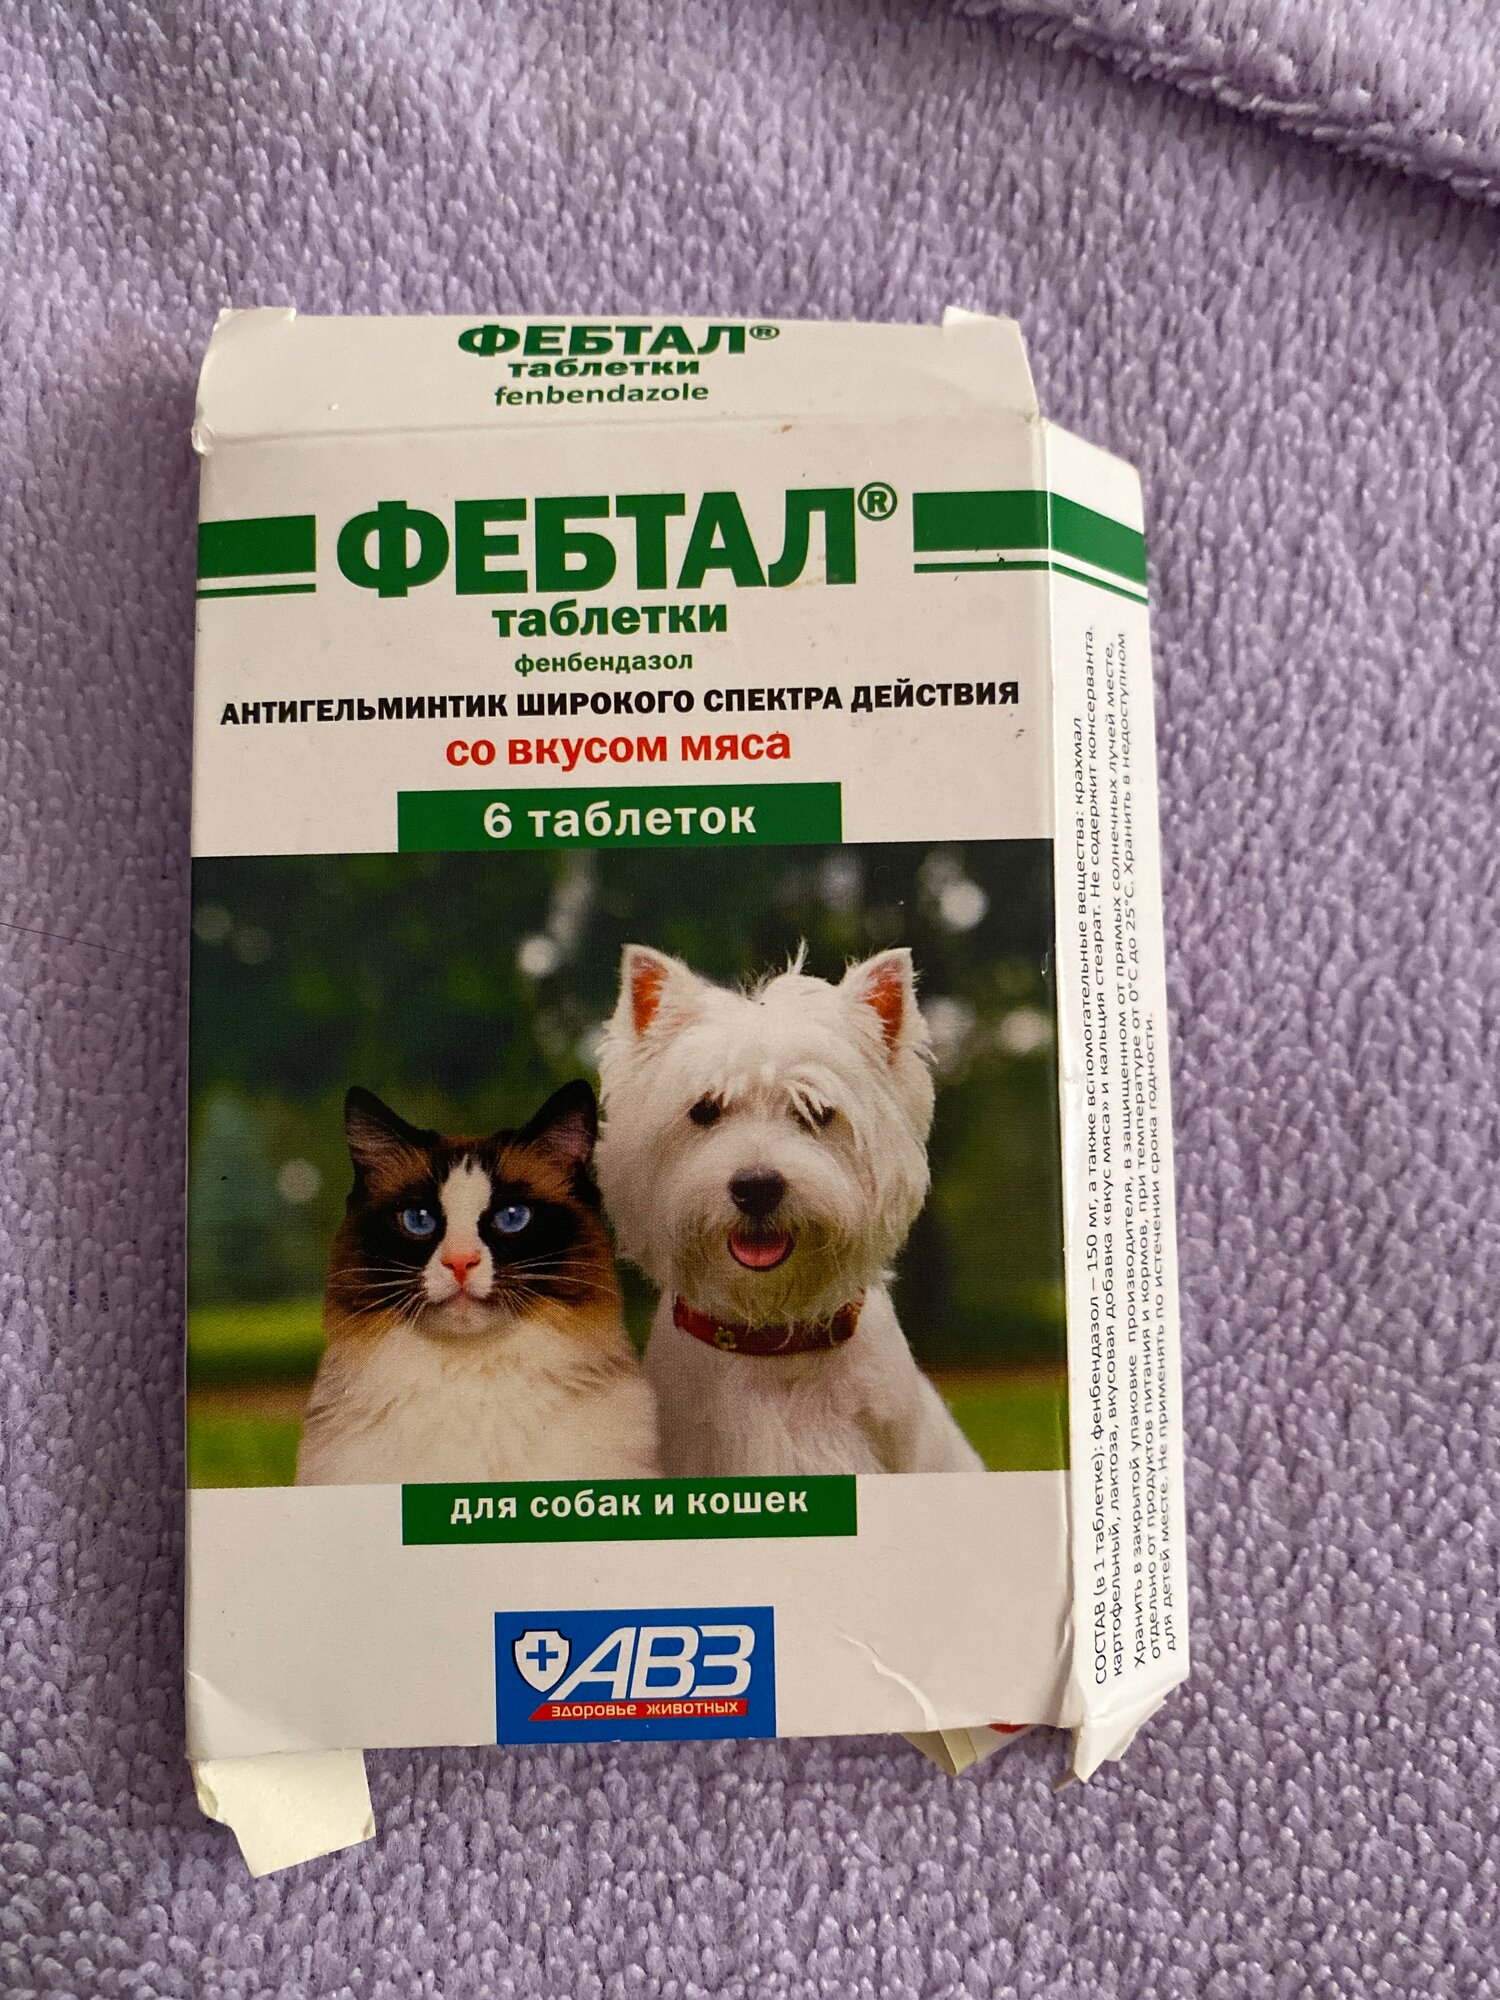 ФЕБТАЛ®
таблетки
fenbendazole
ФЕБТАЛ®
таблетки
фенбендазол
АНТИГЕЛЬМИНТИК ШИРОКОГО СПЕКТРА ДЕЙСТВИЯ
со вкусом мяса
6 таблеток
для собак и кошек
АВЗ
здоровье животных
СОСТАВ (в 1 таблетке): фенбендазол — 150 мг, а также вспомогательные вещества: крахмал
картофельный, лактоза, вкусовая добавка «вкус мяса» и кальция стеарат. Не содержит консерванта.
Хранить в закрытой упаковке производителя, в защищенном от прямых солнечных лучей месте,
отдельно от продуктов питания и кормов, при температуре от 0°С до 25°С. Хранить в недоступном
для детей месте. Не применять по истечении срока годности.